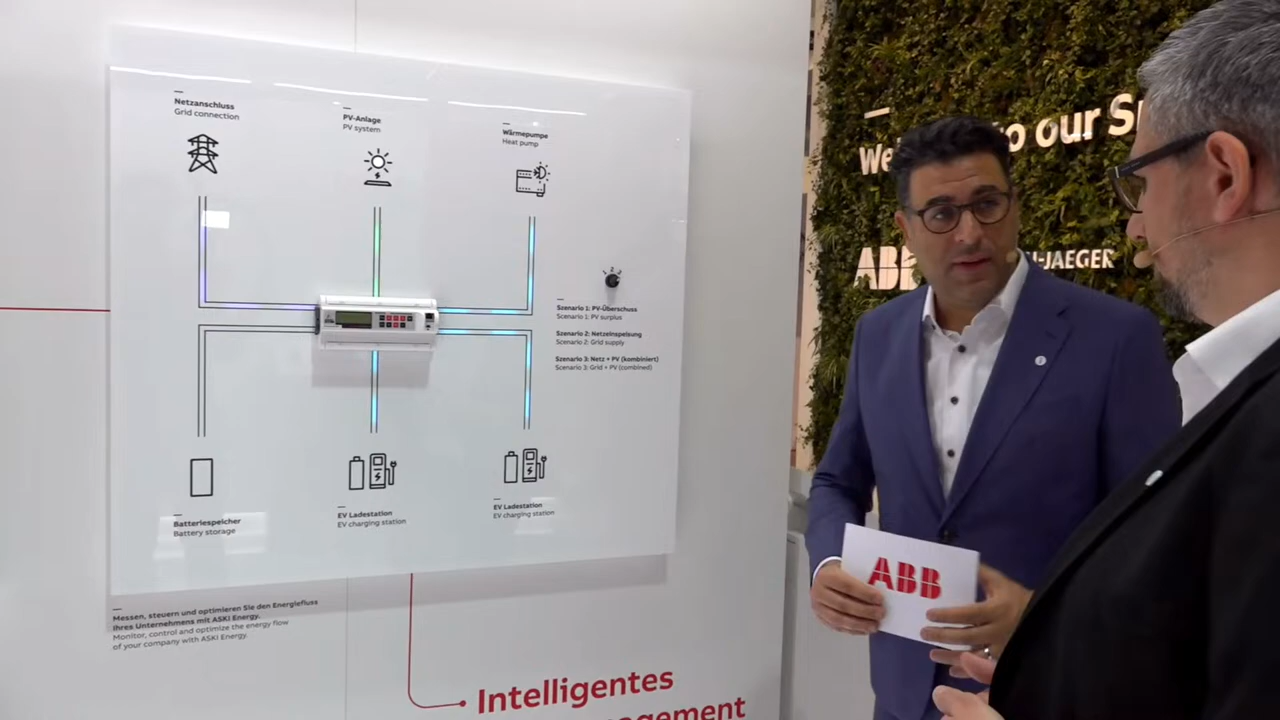 Netzanschluss
Grid connection
PV-Anlage
PV system
Wärmepumpe
Heat pump
2
Szenario 1: PV-Überschuss
Scenario 1: PV surplus
Szenario 2: Netzeinspeisung
Scenario 2: Grid supply
Szenario 3: Netz + PV (kombiniert)
Scenario 3: Grid + PV (combined)
Batteriespeicher
Battery storage
EV Ladestation
EV charging station
EV Ladestation
EV charging station
Messen, steuern und optimieren Sie den Energiefluss
Ihres Unternehmens mit ASKI Energy.
Monitor, control and optimize the energy flow
of your company with ASKI Energy.
Intelligentes
to our
ABB
-JAEGER
ABB